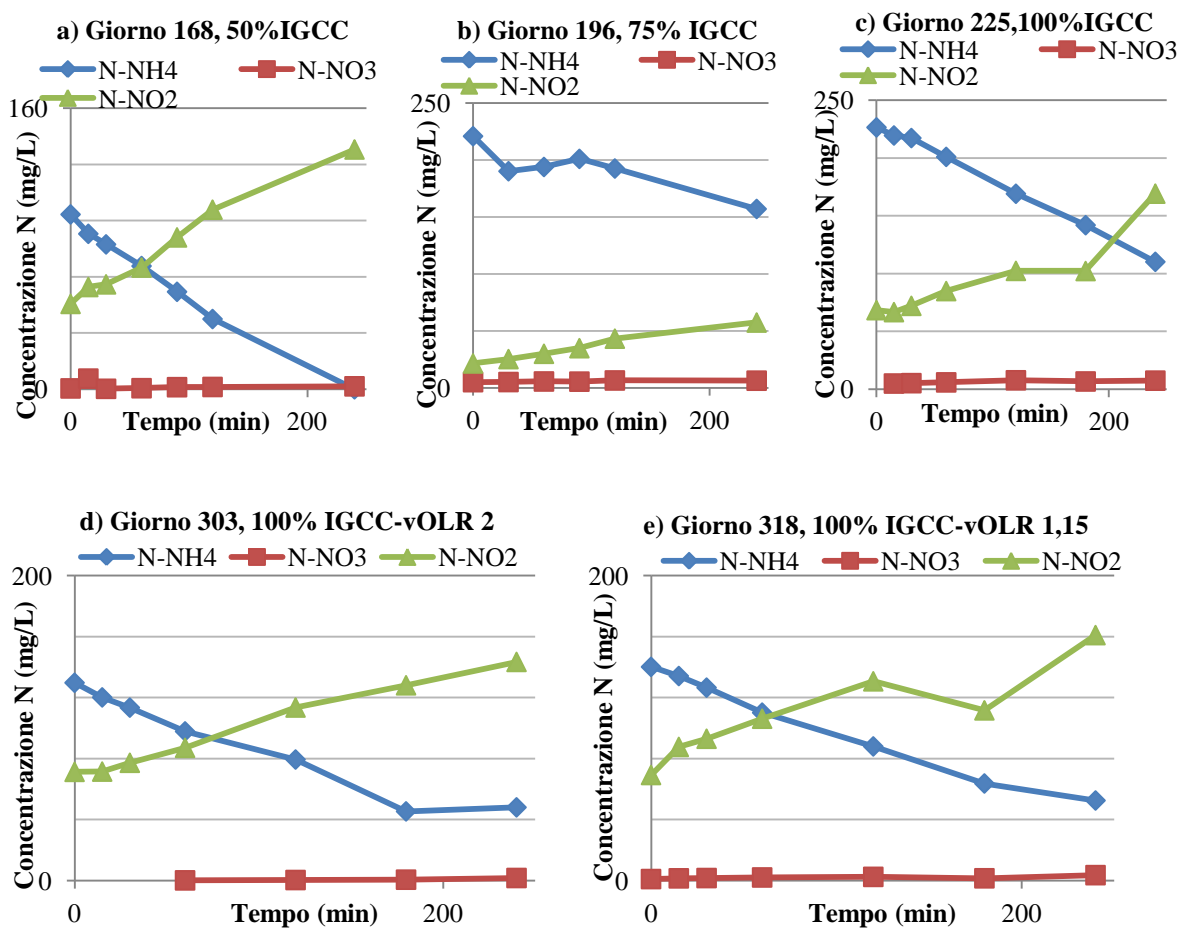 a) Giorno 168, 50%IGCC
N-NH4 N-NO3
N-NO2
160
Concentrazione N (mg/L)
0
0 Tempo (min) 200
b) Giorno 196, 75% IGCC
N-NH4 N-NO3
N-NO2
250
Concentrazione N (mg/L)
0
0 Tempo (min) 200
c) Giorno 225,100%IGCC
N-NH4 N-NO3
N-NO2
250
Concentrazione N (mg/L)
0
0 Tempo (min) 200
d) Giorno 303, 100% IGCC-vOLR 2
N-NH4 N-NO3 N-NO2
200
Concentrazione N (mg/L)
0
0 Tempo (min) 200
e) Giorno 318, 100% IGCC-vOLR 1,15
N-NH4 N-NO3 N-NO2
200
Concentrazione N (mg/L)
0
0 Tempo (min) 200